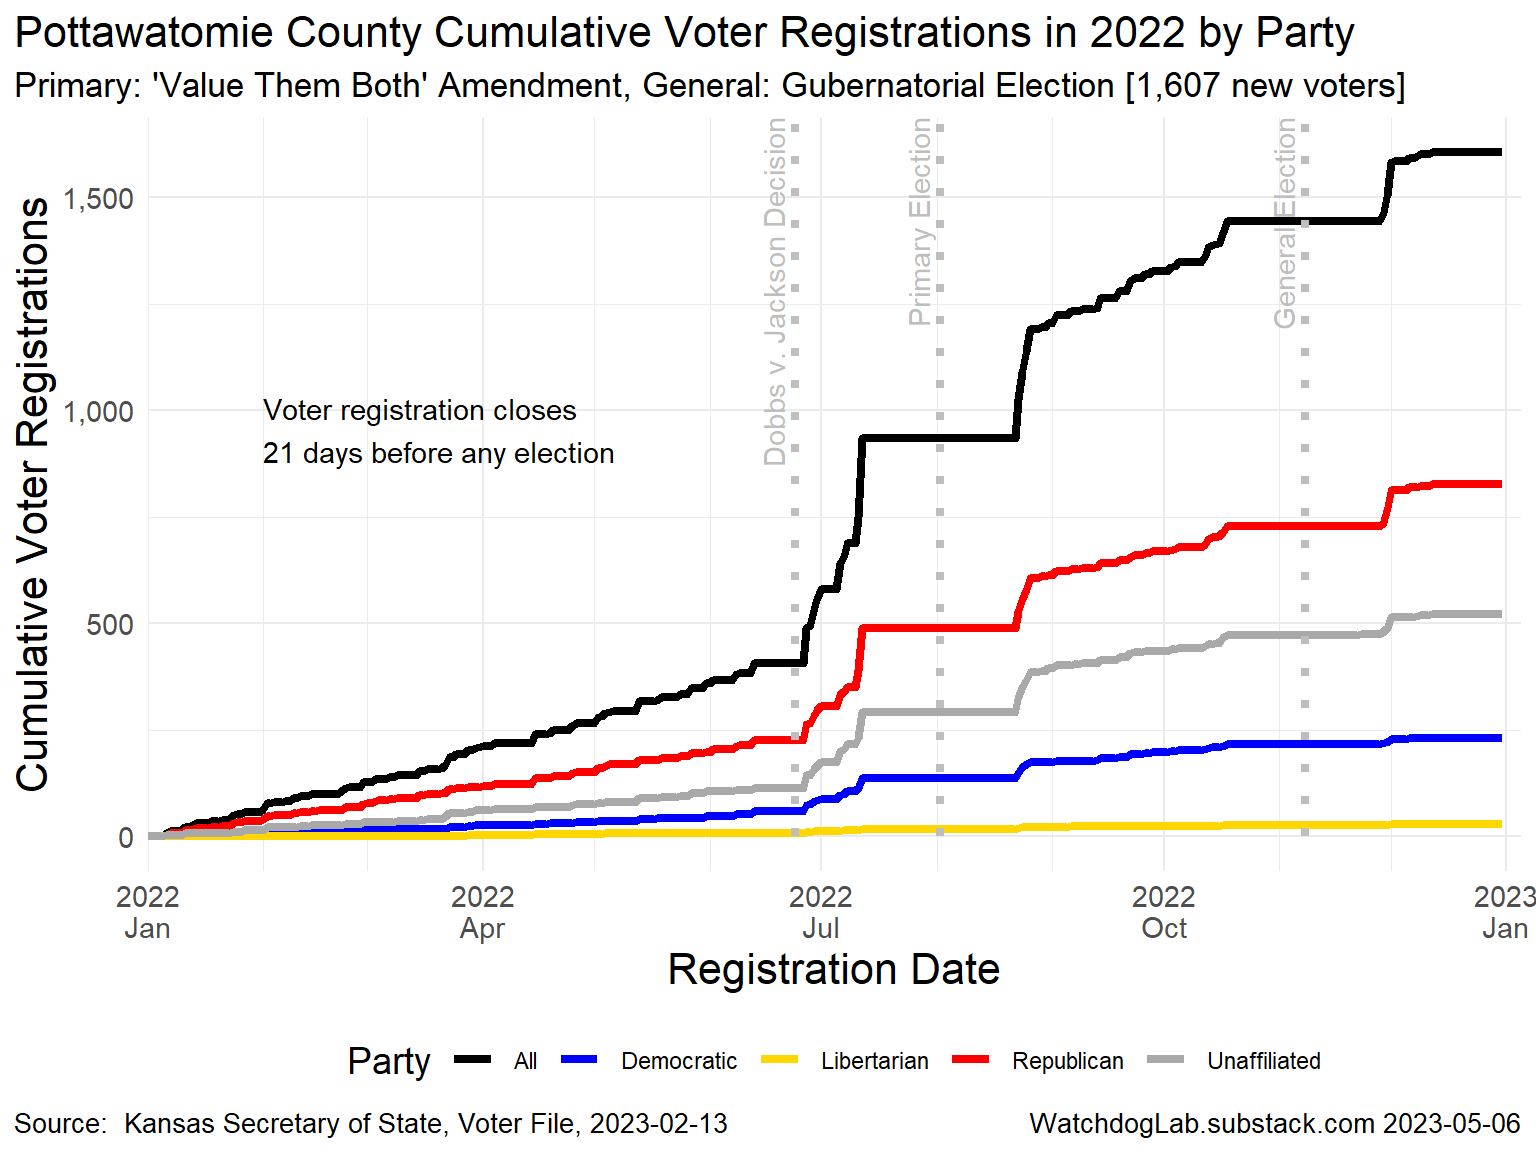 Pottawatomie County Cumulative Voter Registrations in 2022 by Party
Primary: 'Value Them Both' Amendment, General: Gubernatorial Election [1,607 new voters]
Cumulative Voter Registrations
1,500
1,000
500
0
Dobbs v. Jackson Decision
Primary Election
General Election
Voter registration closes
21 days before any election
2022
Jan
2022
Apr
2022
Jul
2022
Oct
2023
Jan
Registration Date
Party
All
Democratic
Libertarian
Republican
Unaffiliated
Source:  Kansas Secretary of State, Voter File, 2023-02-13
WatchdogLab.substack.com 2023-05-06